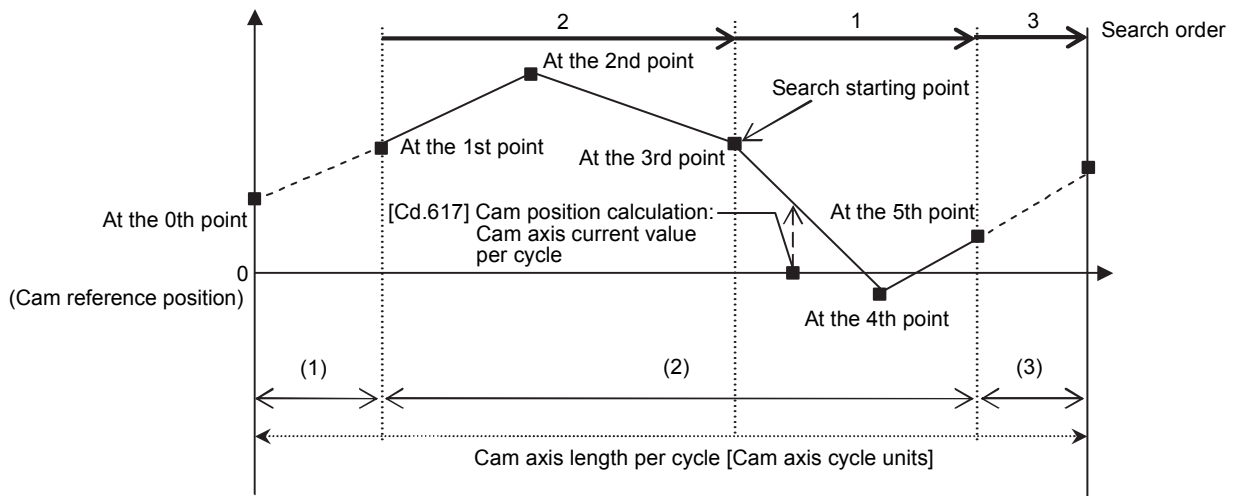 2
1
3
Search order
At the 2nd point
Search starting point
At the 1st point
At the 3rd point
At the 0th point
[Cd.617] Cam position calculation:
Cam axis current value
per cycle
At the 5th point
0
(Cam reference position)
At the 4th point
(1)
(2)
(3)
Cam axis length per cycle [Cam axis cycle units]